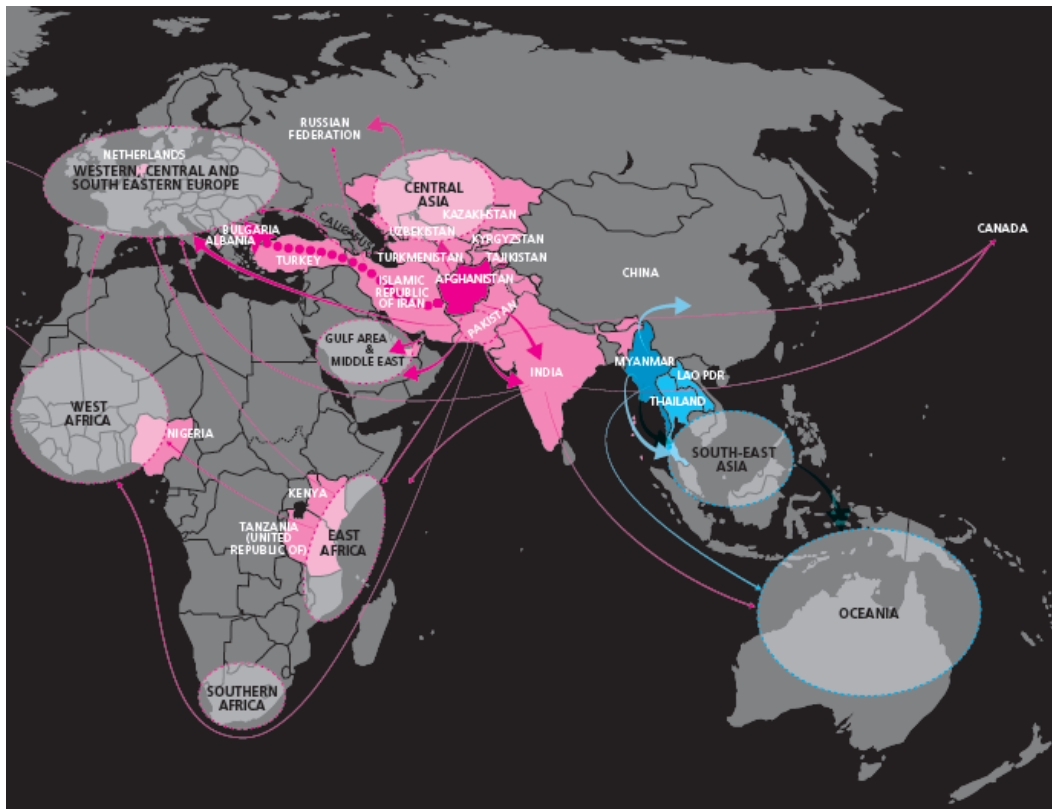 RUSSIAN
FEDERATION
NETHERLANDS
WESTERN, CENTRAL AND
SOUTH EASTERN EUROPE
CENTRAL
ASIA
KAZAKHSTAN
CAUCASUS
BULGARIA
ALBANIA
UZBEKISTAN
KYRGYZSTAN
CANADA
TURKEY
TURKMENISTAN
TAJIKISTAN
ISLAMIC
REPUBLIC
OF IRAN
AFGHANISTAN
CHINA
PAKISTAN
GULF AREA
&
MIDDLE EAST
INDIA
MYANMAR
LAO PDR
THAILAND
WEST
AFRICA
NIGERIA
SOUTH-EAST
ASIA
KENYA
TANZANIA
(UNITED
REPUBLIC OF)
EAST
AFRICA
OCEANIA
SOUTHERN
AFRICA